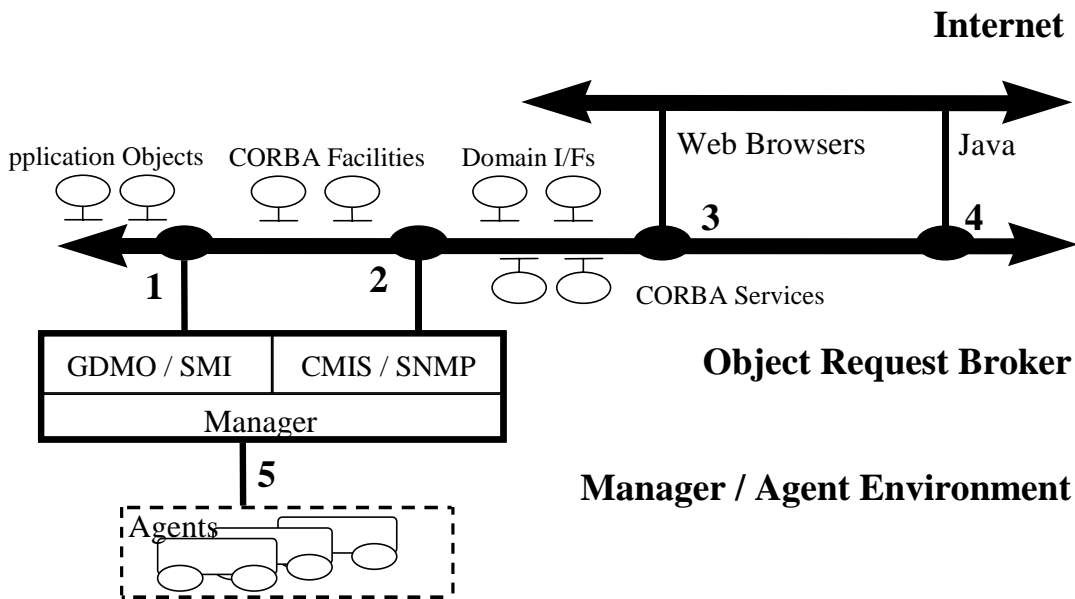 Internet
Web Browsers
Java
pplication Objects
CORBA Facilities
Domain I/Fs
3
4
1
2
CORBA Services
GDMO / SMI
CMIS / SNMP
Object Request Broker
Manager
5
Manager / Agent Environment
Agents